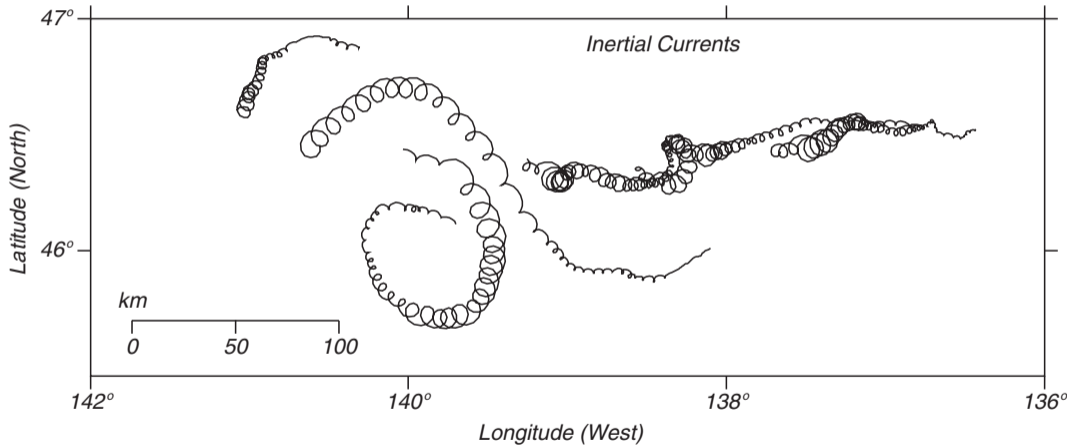 47°
Inertial Currents
Latitude (North)
46°
km
0 50 100
142° 140° 138° 136°
Longitude (West)